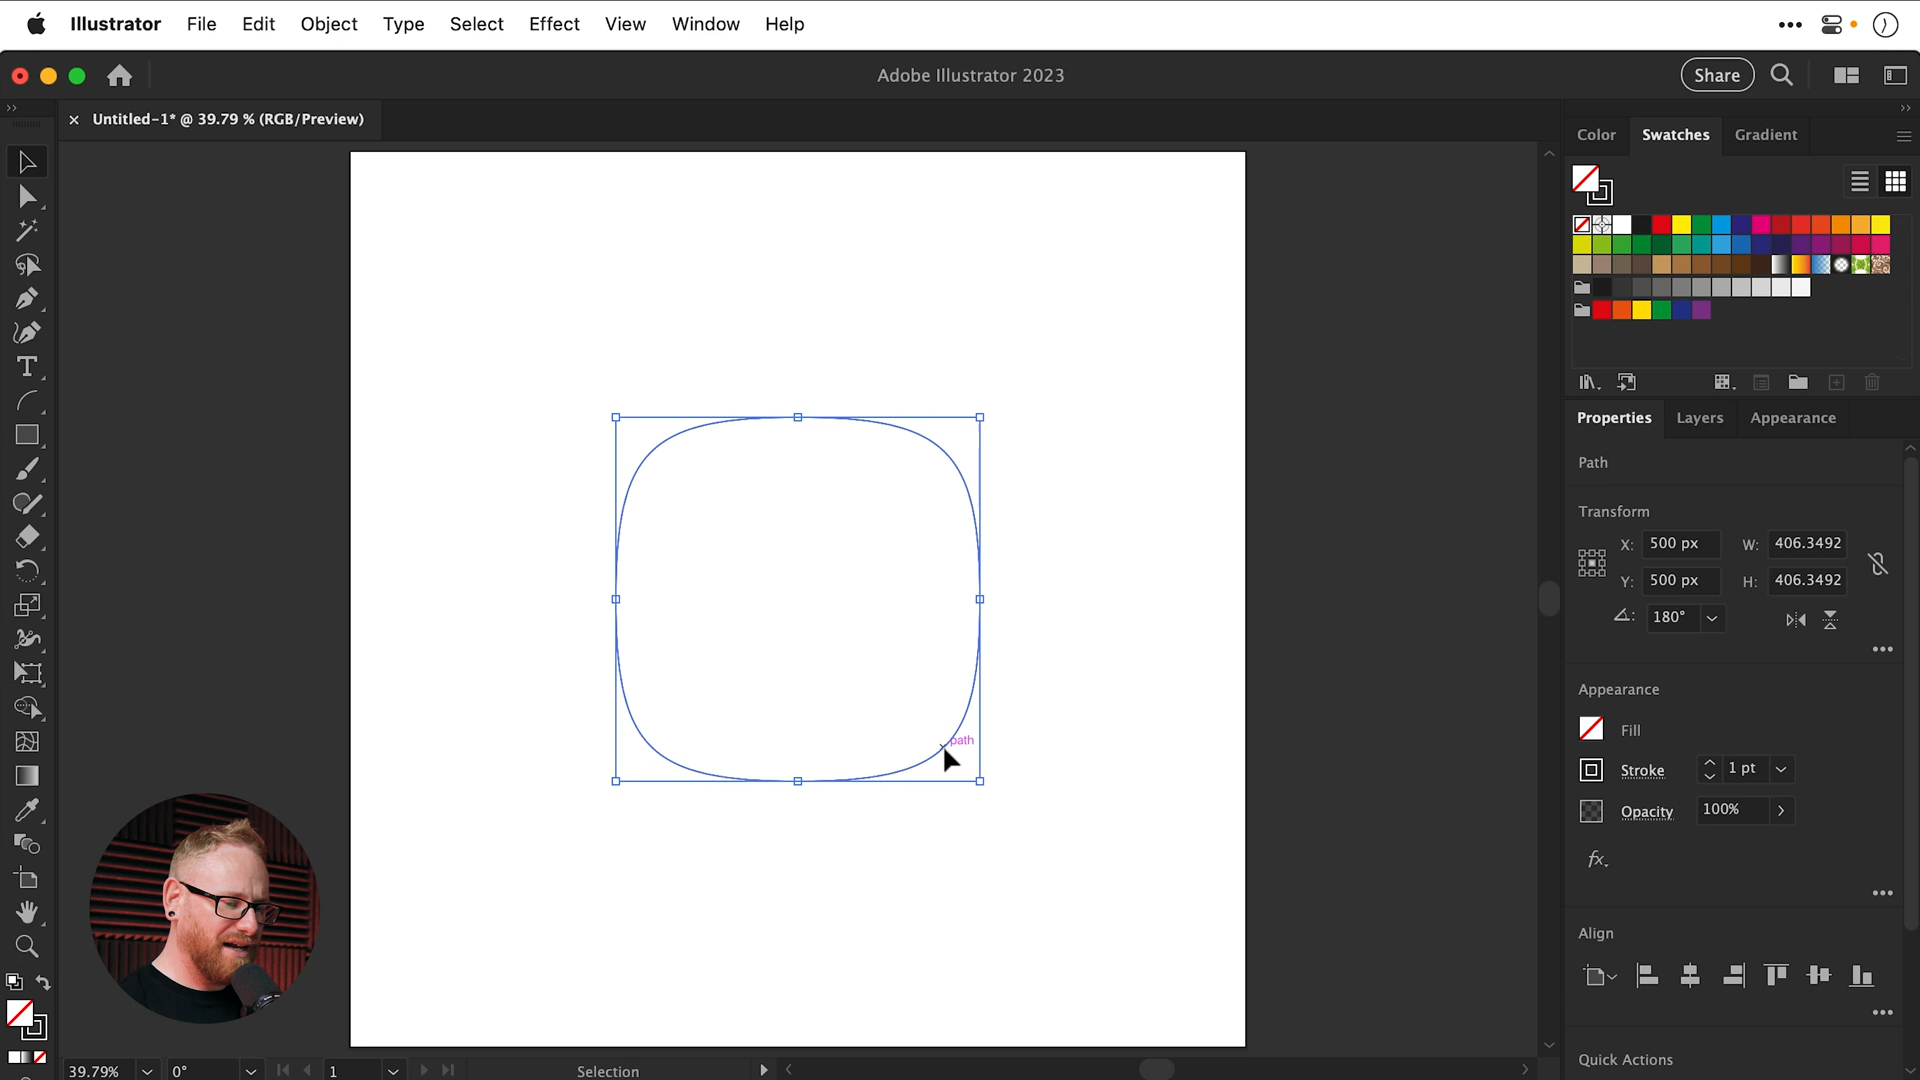 Illustrator File Edit Object Type Select Effect View Window Help
Adobe Illustrator 2023
Share
× Untitled-1* @ 39.79 % (RGB/Preview)
Color Swatches Gradient
Properties Layers Appearance
Path
Transform
X: 500 px W: 406.3492
Y: 500 px H: 406.3492
180°
path
Appearance
Fill
Stroke 1 pt
Opacity 100%
fx.
Align
Quick Actions
39.79% 0° 1 Selection